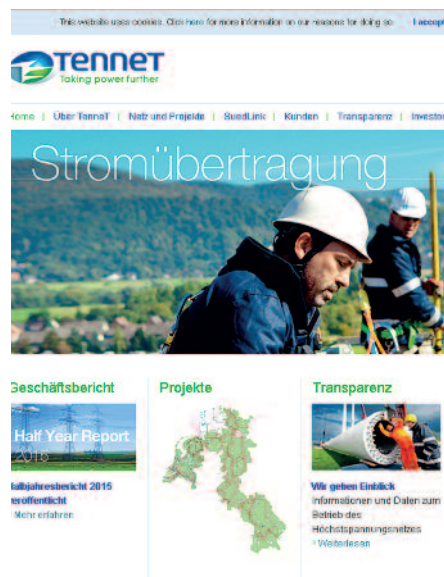 This website uses cookies. Click here for more information on our reasons for doing so. I accept
TenneT
Taking power further
Home | Über TenneT | Netz und Projekte | SuedLink | Kunden | Transparenz | Investor
Stromübertragung
Geschäftsbericht
Projekte
Transparenz
Half Year Report
2015
Halbjahresbericht 2015
veröffentlicht
Mehr erfahren
Wir geben Einblick
Informationen und Daten zum
Betrieb des
Höchstspannungsnetzes
Weiterlesen